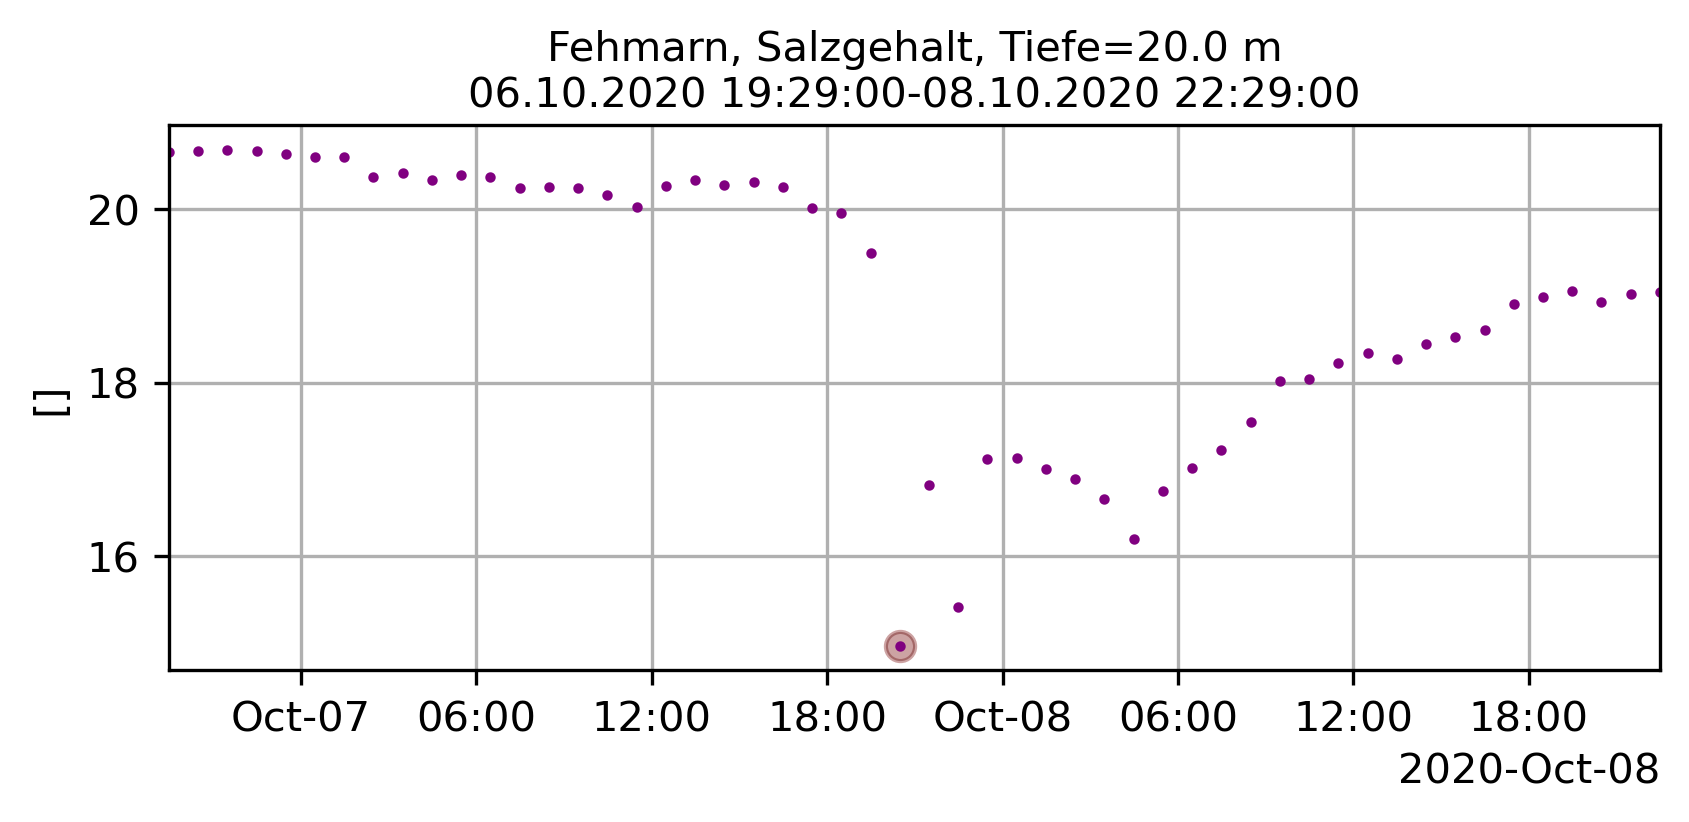 Fehmarn, Salzgehalt, Tiefe=20.0 m
06.10.2020 19:29:00-08.10.2020 22:29:00
20
18
16
[]
Oct-07 06:00 12:00 18:00 Oct-08 06:00 12:00 18:00
2020-Oct-08